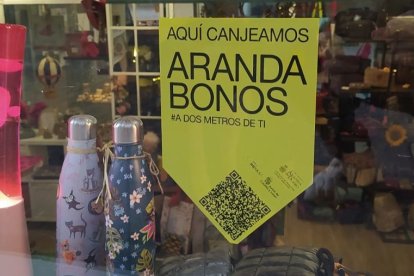 AQUÍ CANJEAMOS
ARANDA
BONOS
#A DOS METROS DE TI